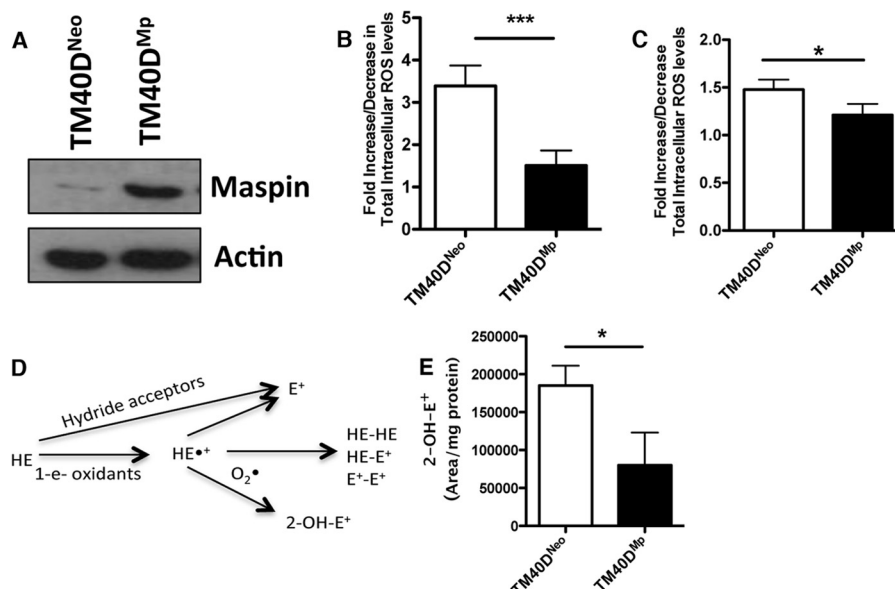 A
TM40D^Neo
TM40D^Mp
Maspin
Actin
B
Fold Increase/Decrease in
Total Intracellular ROS levels
5
4
3
2
1
0
***
TM40D^Neo
TM40D^Mp
C
Fold Increase/Decrease
Total Intracellular ROS levels
2.0
1.5
1.0
0.5
0.0
*
TM40D^Neo
TM40D^Mp
D
HE
Hydride acceptors
1-e- oxidants
HE•+
O2•
E+
HE-HE
HE-E+
E+-E+
2-OH-E+
E
2-OH-E+
(Area/mg protein)
250000
200000
150000
100000
50000
0
*
TM40D^Neo
TM40D^Mp